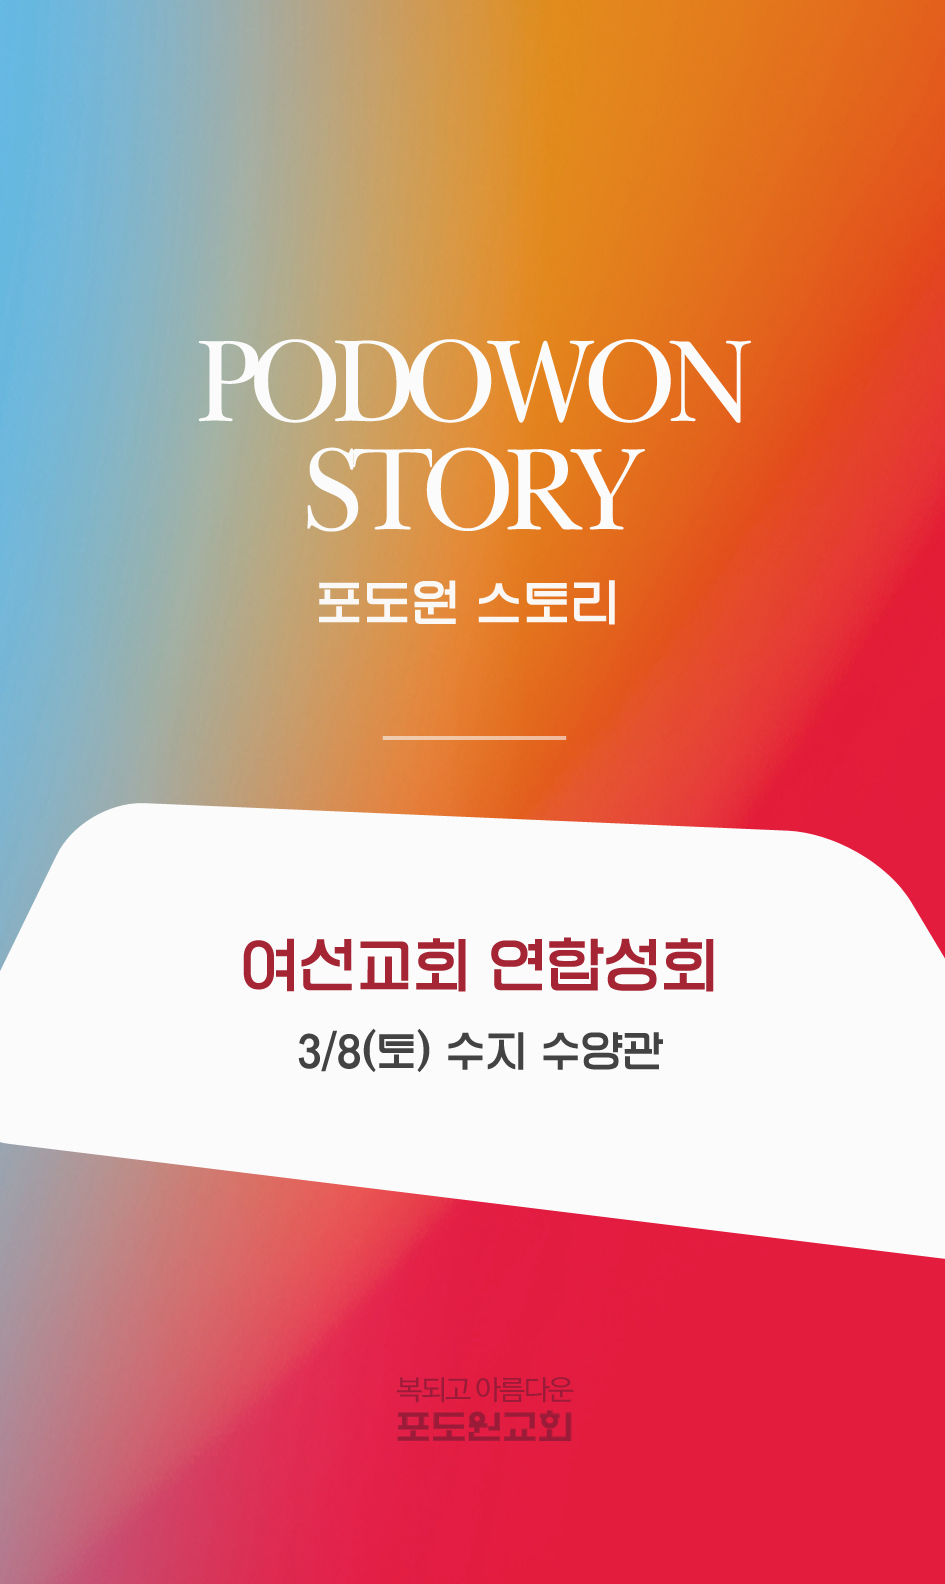 PODOWON
STORY
포도원 스토리
여선교회 연합성회
3/8(토) 수지 수양관
복되고 아름다운
포도원교회